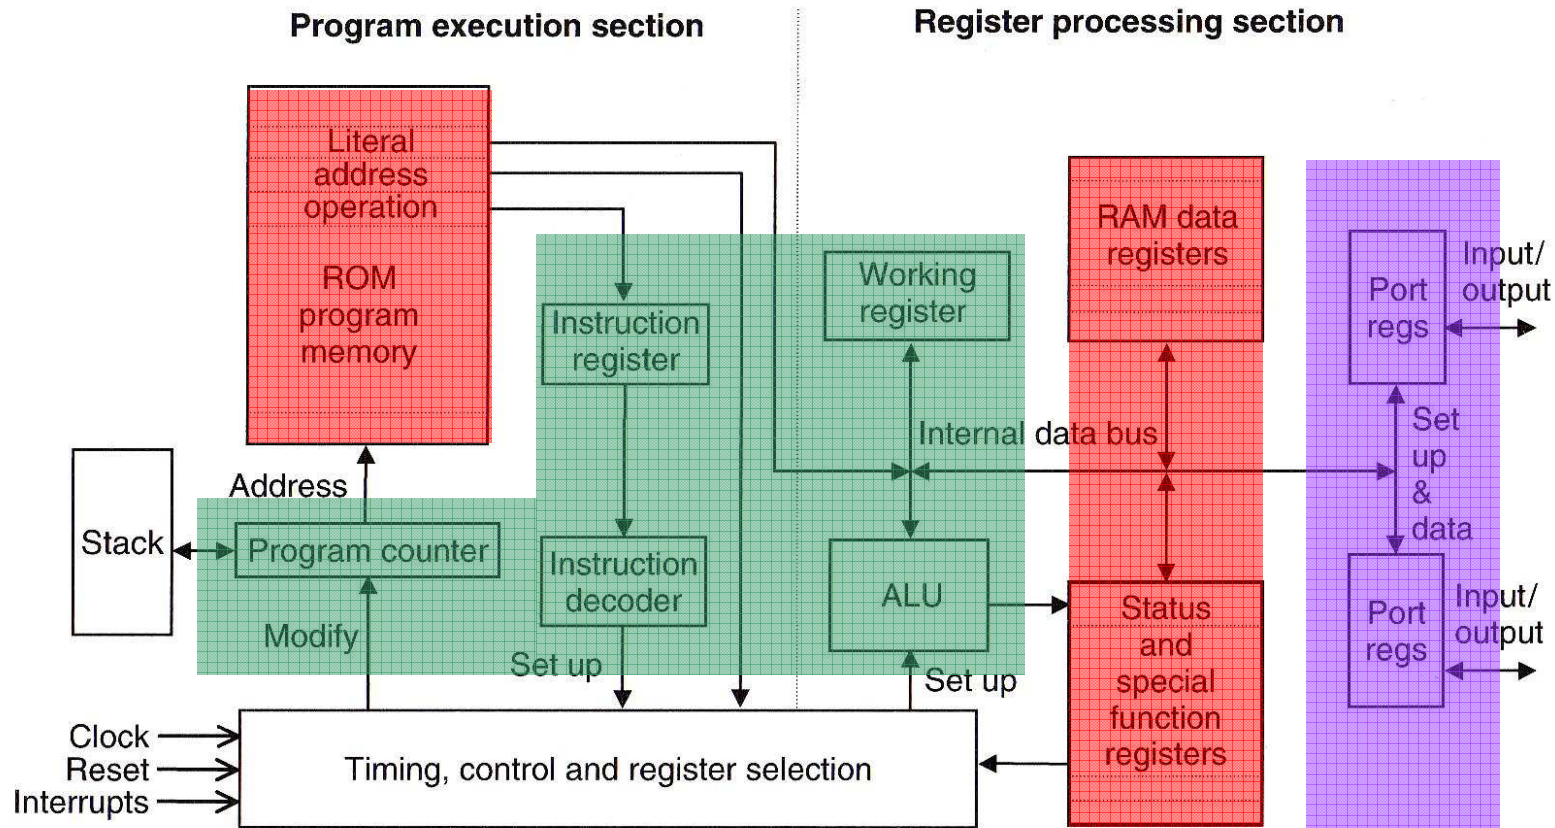 Program execution section
Register processing section
Literal
address
operation
ROM
program
memory
Instruction
register
Working
register
RAM data
registers
Port
regs
Input/
output
Internal data bus
Set
up
&
data
Address
Stack
Program counter
Instruction
decoder
ALU
Status
and
special
function
registers
Port
regs
Input/
output
Modify
Set up
Set up
Clock
Reset
Interrupts
Timing, control and register selection